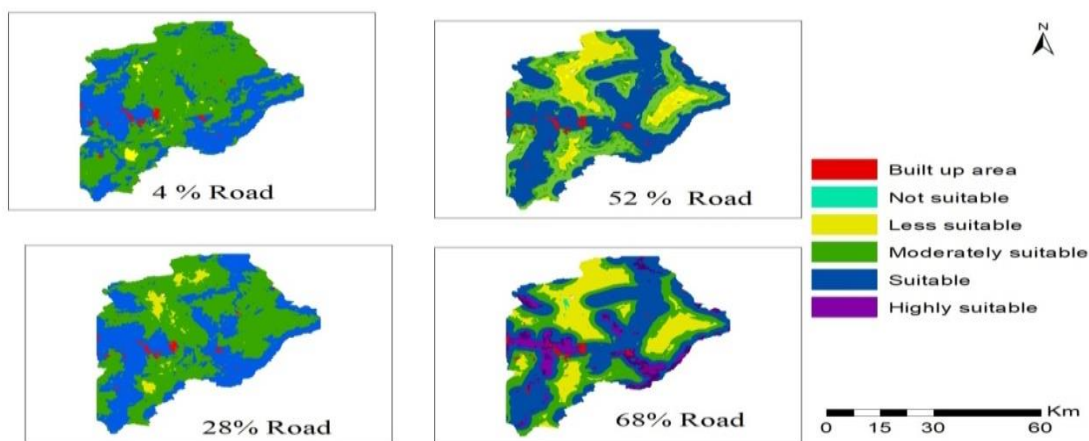 N
4 % Road
52 % Road
Built up area
Not suitable
Less suitable
Moderately suitable
Suitable
Highly suitable
28% Road
68% Road
Km
0 15 30 60